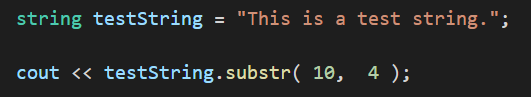 string testString = "This is a test string.";
cout << testString.substr( 10,  4 );